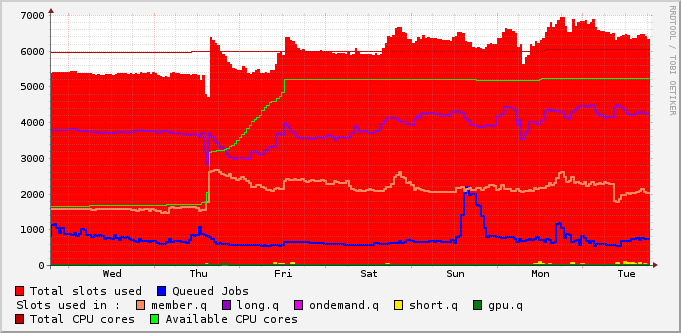 7000
6000
5000
4000
3000
2000
1000
0
Wed Thu Fri Sat Sun Mon Tue
Total slots used Queued Jobs
Slots used in : member.q long.q ondemand.q short.q gpu.q
Total CPU cores Available CPU cores
RRDTOOL / TOBI OETIKER